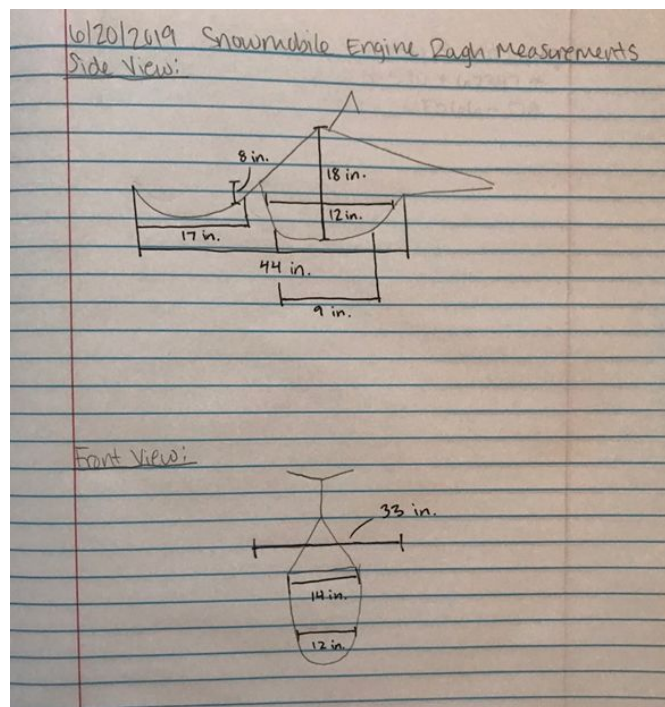 6/20/2019 Snowmobile Engine Ragh Measurements
Side View:
8 in.
18 in.
12 in.
17 in.
44 in.
9 in.
Front View:
33 in.
14 in.
12 in.